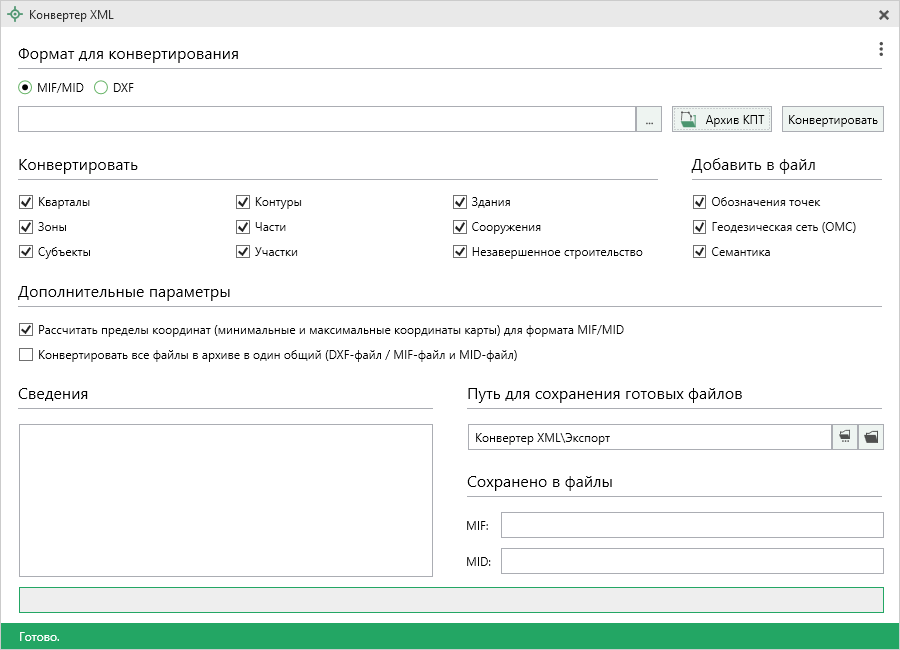 Конвертер XML
Формат для конвертирования
MIF/MID DXF
... Архив КПТ Конвертировать
Конвертировать Добавить в файл
Кварталы Контуры Здания Обозначения точек
Зоны Части Сооружения Геодезическая сеть (ОМС)
Субъекты Участки Незавершенное строительство Семантика
Дополнительные параметры
Рассчитать пределы координат (минимальные и максимальные координаты карты) для формата MIF/MID
Конвертировать все файлы в архиве в один общий (DXF-файл / MIF-файл и MID-файл)
Сведения Путь для сохранения готовых файлов
Конвертер XML\Экспорт
Сохранено в файлы
MIF:
MID:
Готово.